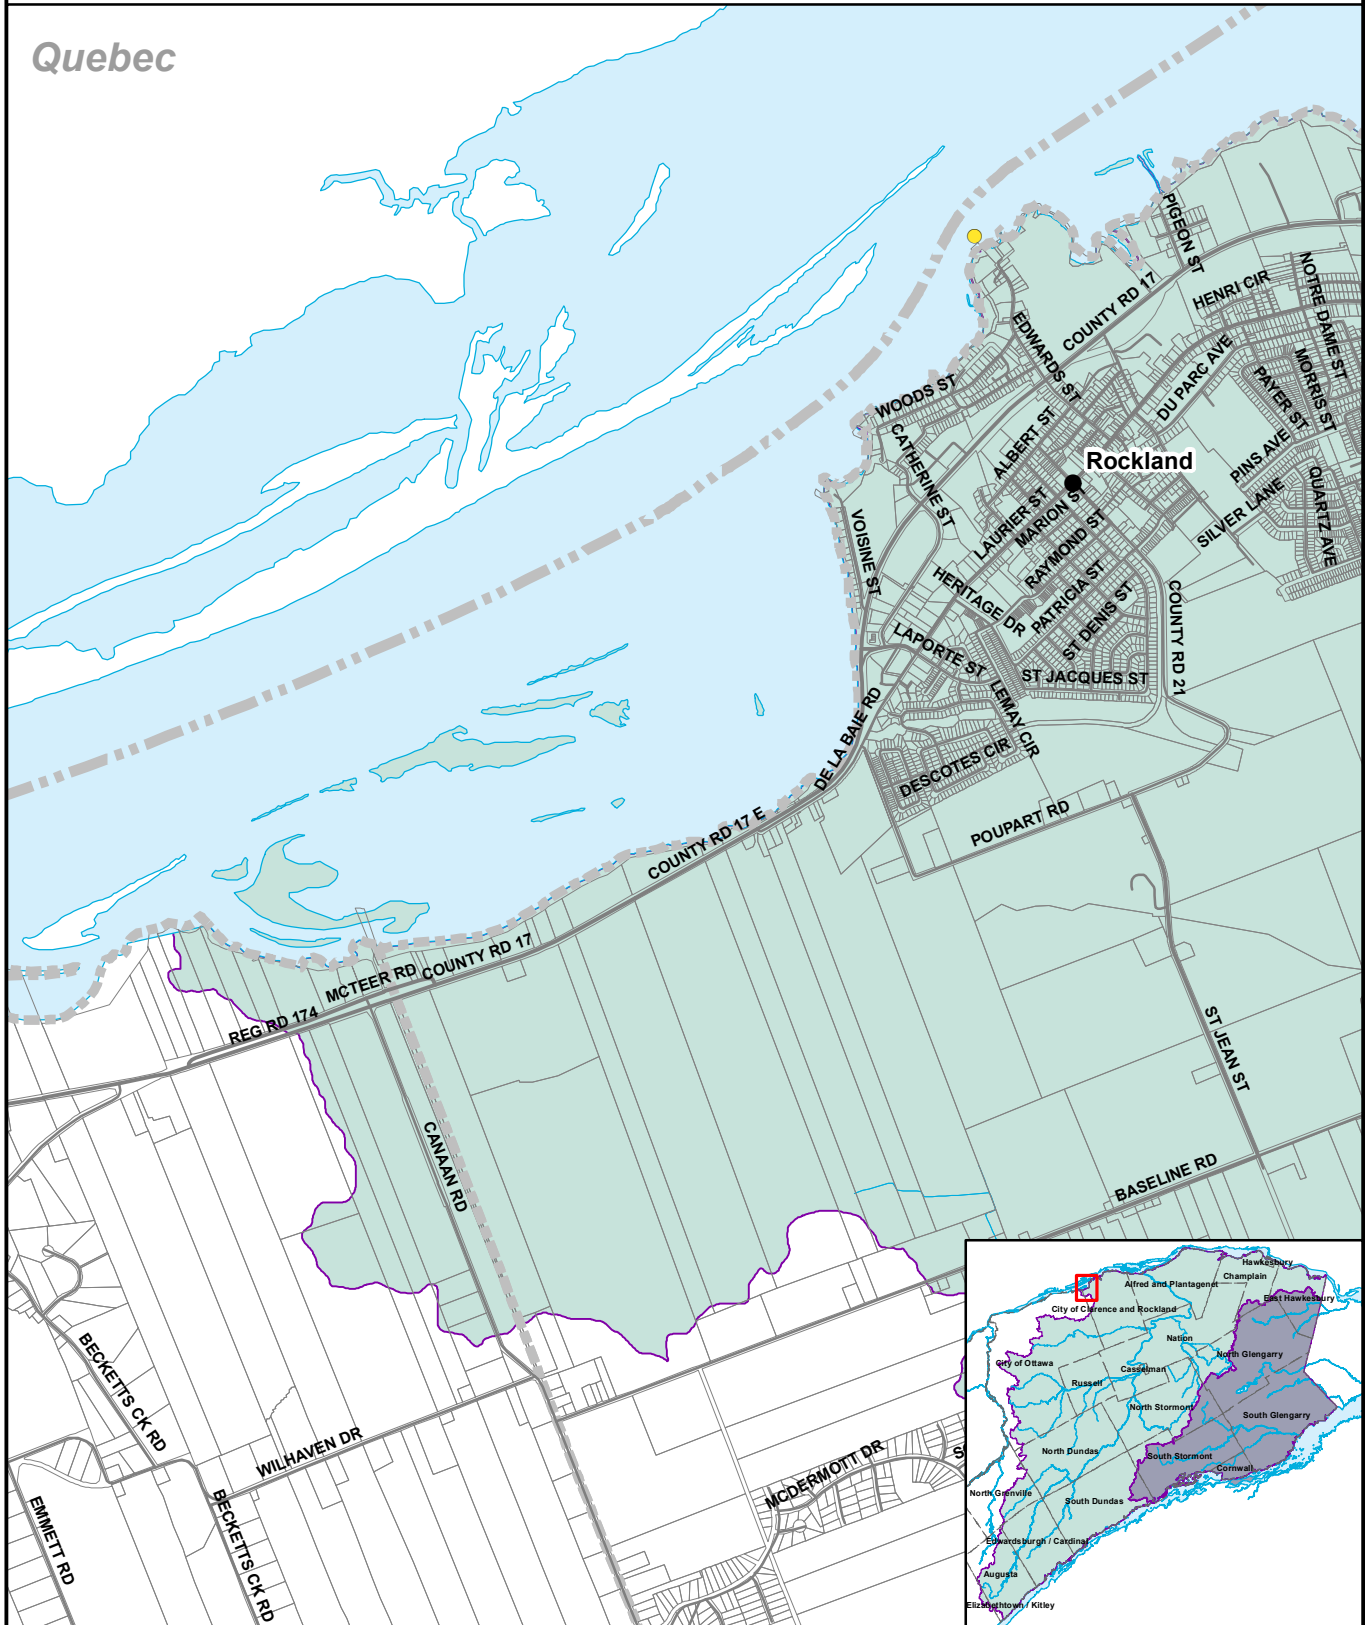 Quebec
PIGEON ST
NOTRE DAME ST
HENRI CIR
COUNTY RD 17
EDWARDS ST
DU PARC AVE
MORRIS ST
PAYER ST
WOODS ST
ALBERT ST
CATHERINE ST
PINS AVE
Rockland
QUARTZ AVE
SILVER LANE
LAURIER ST
MARION ST
VOISINE ST
RAYMOND ST
HERITAGE DR
PATRICIA ST
ST DENIS ST
COUNTY RD 21
LAPORTE ST
ST JACQUES ST
LEMAY CIR
DE LA BAIE RD
DESCOTES CIR
POUPART RD
COUNTY RD 17 E
COUNTY RD 17
MCTEER RD
REG RD 174
ST JEAN ST
CANAAN RD
BASELINE RD
BECKETTS CK RD
WILHAVEN DR
MCDERMOTT DR
EMMETT RD
BECKETTS CK RD
Hawkesbury
Champlain
Alfred and Plantagenet
East Hawkesbury
City of Clarence and Rockland
Nation
North Glengarry
City of Ottawa
Casselman
Russell
North Stormont
South Glengarry
North Dundas
South Stormont
Cornwall
North Grenville
South Dundas
Edwardsburgh / Cardinal
Augusta
Elizabethtown / Kitley